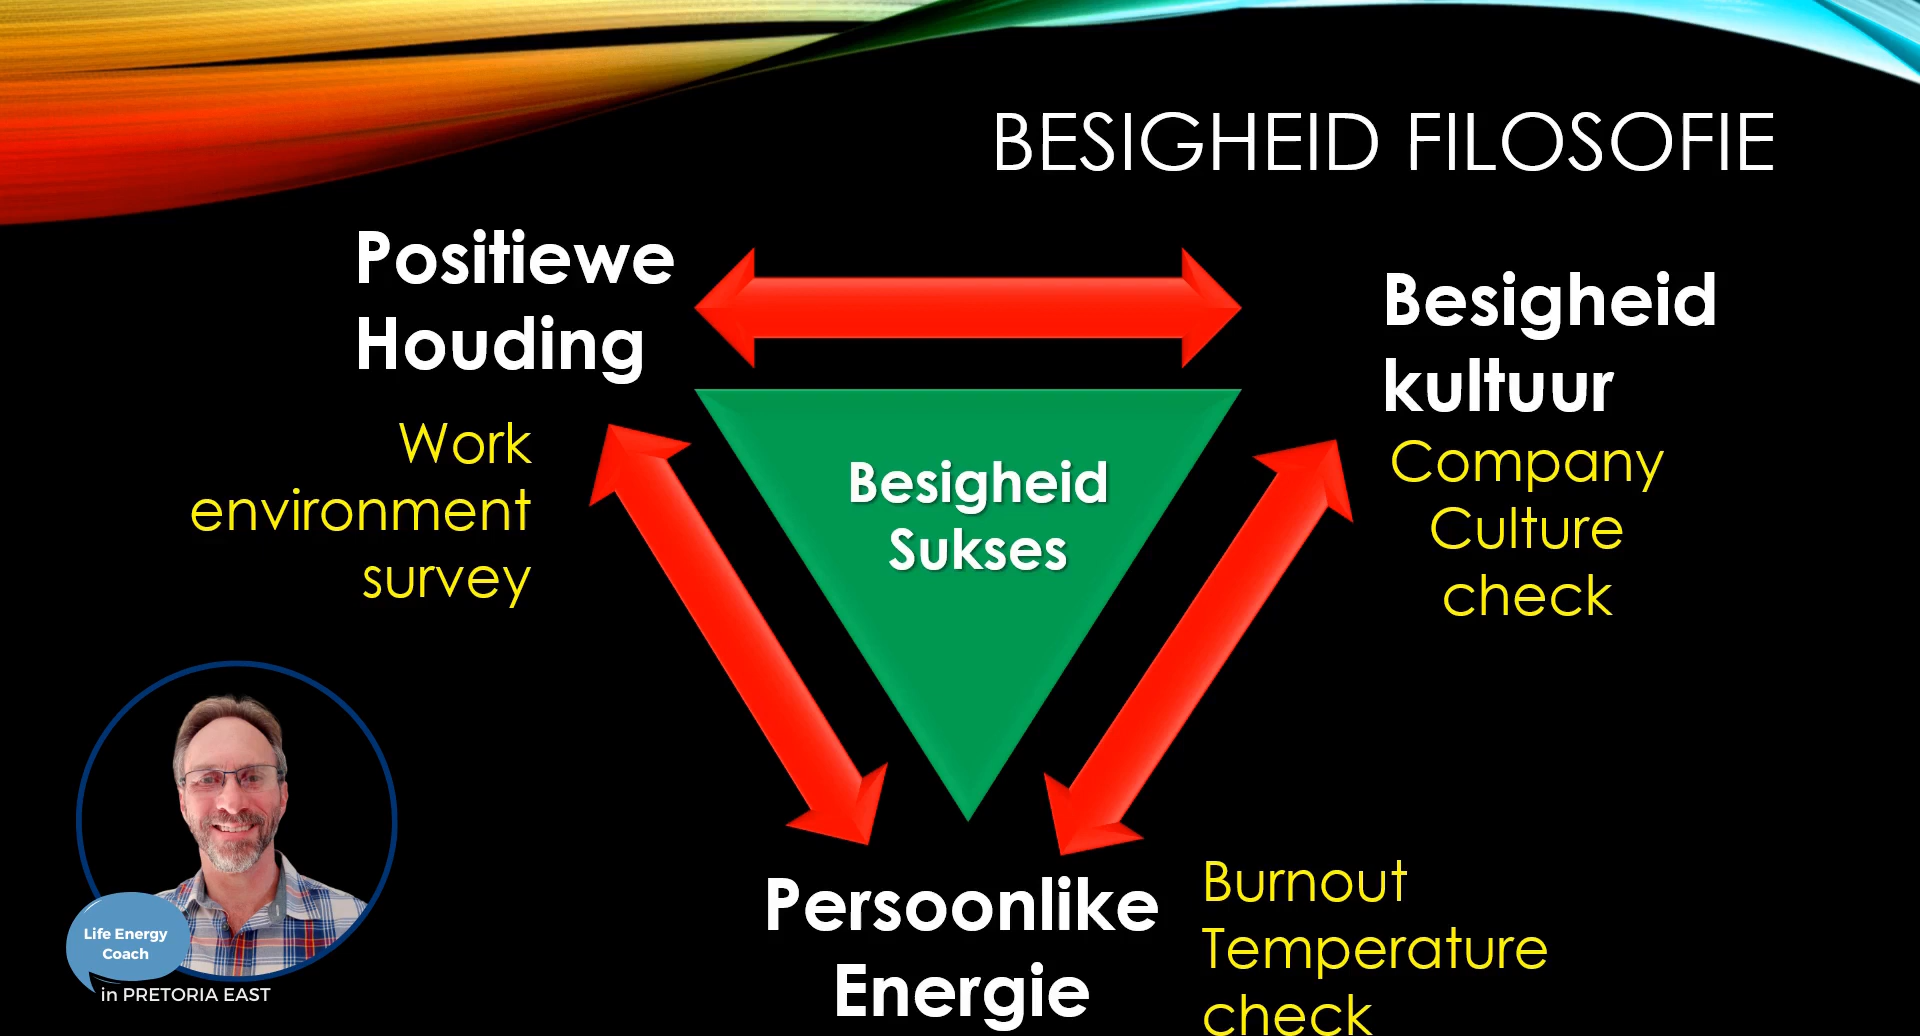 BESIGHEID FILOSOFIE
Positiewe
Houding
Besigheid
kultuur
Work
environment
survey
Company
Culture
check
Besigheid
Sukses
Persoonlike
Energie
Burnout
Temperature
check
Life Energy
Coach
in PRETORIA EAST